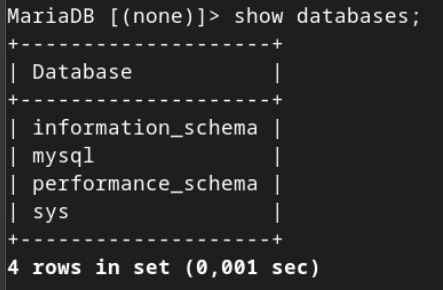 MariaDB [(none)]> show databases;
+--------------------+
| Database           |
+--------------------+
| information_schema |
| mysql              |
| performance_schema |
| sys                |
+--------------------+
4 rows in set (0,001 sec)